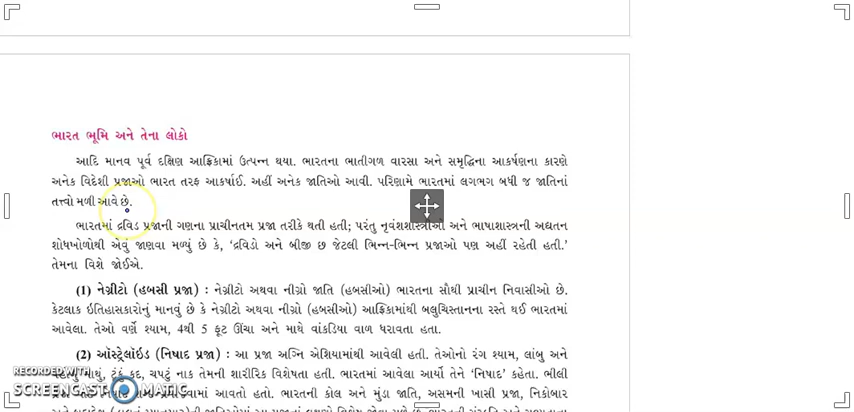 ભારત ભૂમિ અને તેના લોકો
આદિ માનવ પૂર્વ દક્ષિણ આફ્રિકામાં ઉત્પન્ન થયા. ભારતના ભાતીગળ વારસા અને સમૃદ્ધિના આકર્ષણના કારણે
અનેક વિદેશી પ્રજાઓ ભારત તરફ આકર્ષાઈ. અહીં અનેક જાતિઓ આવી. પરિણામે ભારતમાં લગભગ બધી જ જાતિનાં
તત્ત્વો મળી આવે છે.
ભારતમાં દ્રવિડ પ્રજાની ગણના પ્રાચીનતમ પ્રજા તરીકે થતી હતી; પરંતુ નૃવંશશાસ્ત્રીઓ અને ભાષાશાસ્ત્રની અદ્યતન
શોધખોળોથી એવું જાણવા મળ્યું છે કે, 'દ્રવિડો અને બીજી છ જેટલી ભિન્ન-ભિન્ન પ્રજાઓ પણ અહીં રહેતી હતી.'
તેમના વિશે જોઈએ.
(1) નેગ્રીટો (હબસી પ્રજા) : નેગ્રીટો અથવા નીગ્રો જાતિ (હબસીઓ) ભારતના સૌથી પ્રાચીન નિવાસીઓ છે.
કેટલાક ઇતિહાસકારોનું માનવું છે કે નેગ્રીટો અથવા નીગ્રો (હબસીઓ) આફ્રિકામાંથી બલુચિસ્તાનના રસ્તે થઈ ભારતમાં
આવેલા. તેઓ વર્ણે શ્યામ, 4થી 5 ફૂટ ઊંચા અને માથે વાંકડિયા વાળ ધરાવતા હતા.
(2) ઑસ્ટ્રેલૉઇડ (નિષાદ પ્રજા) : આ પ્રજા અગ્નિ એશિયામાંથી આવેલી હતી. તેઓનો રંગ શ્યામ, લાંબુ અને
માથું, ટૂંકું કદ, ચપટું નાક તેમની શારીરિક વિશેષતા હતી. ભારતમાં આવેલા આર્યો તેને 'નિષાદ' કહેતા. ભીલી
આવતો હતો. ભારતની કોલ અને મુંડા જાતિ, અસમની ખાસી પ્રજા, નિકોબાર
RECORDED WITH
SCREENCAST MATIC